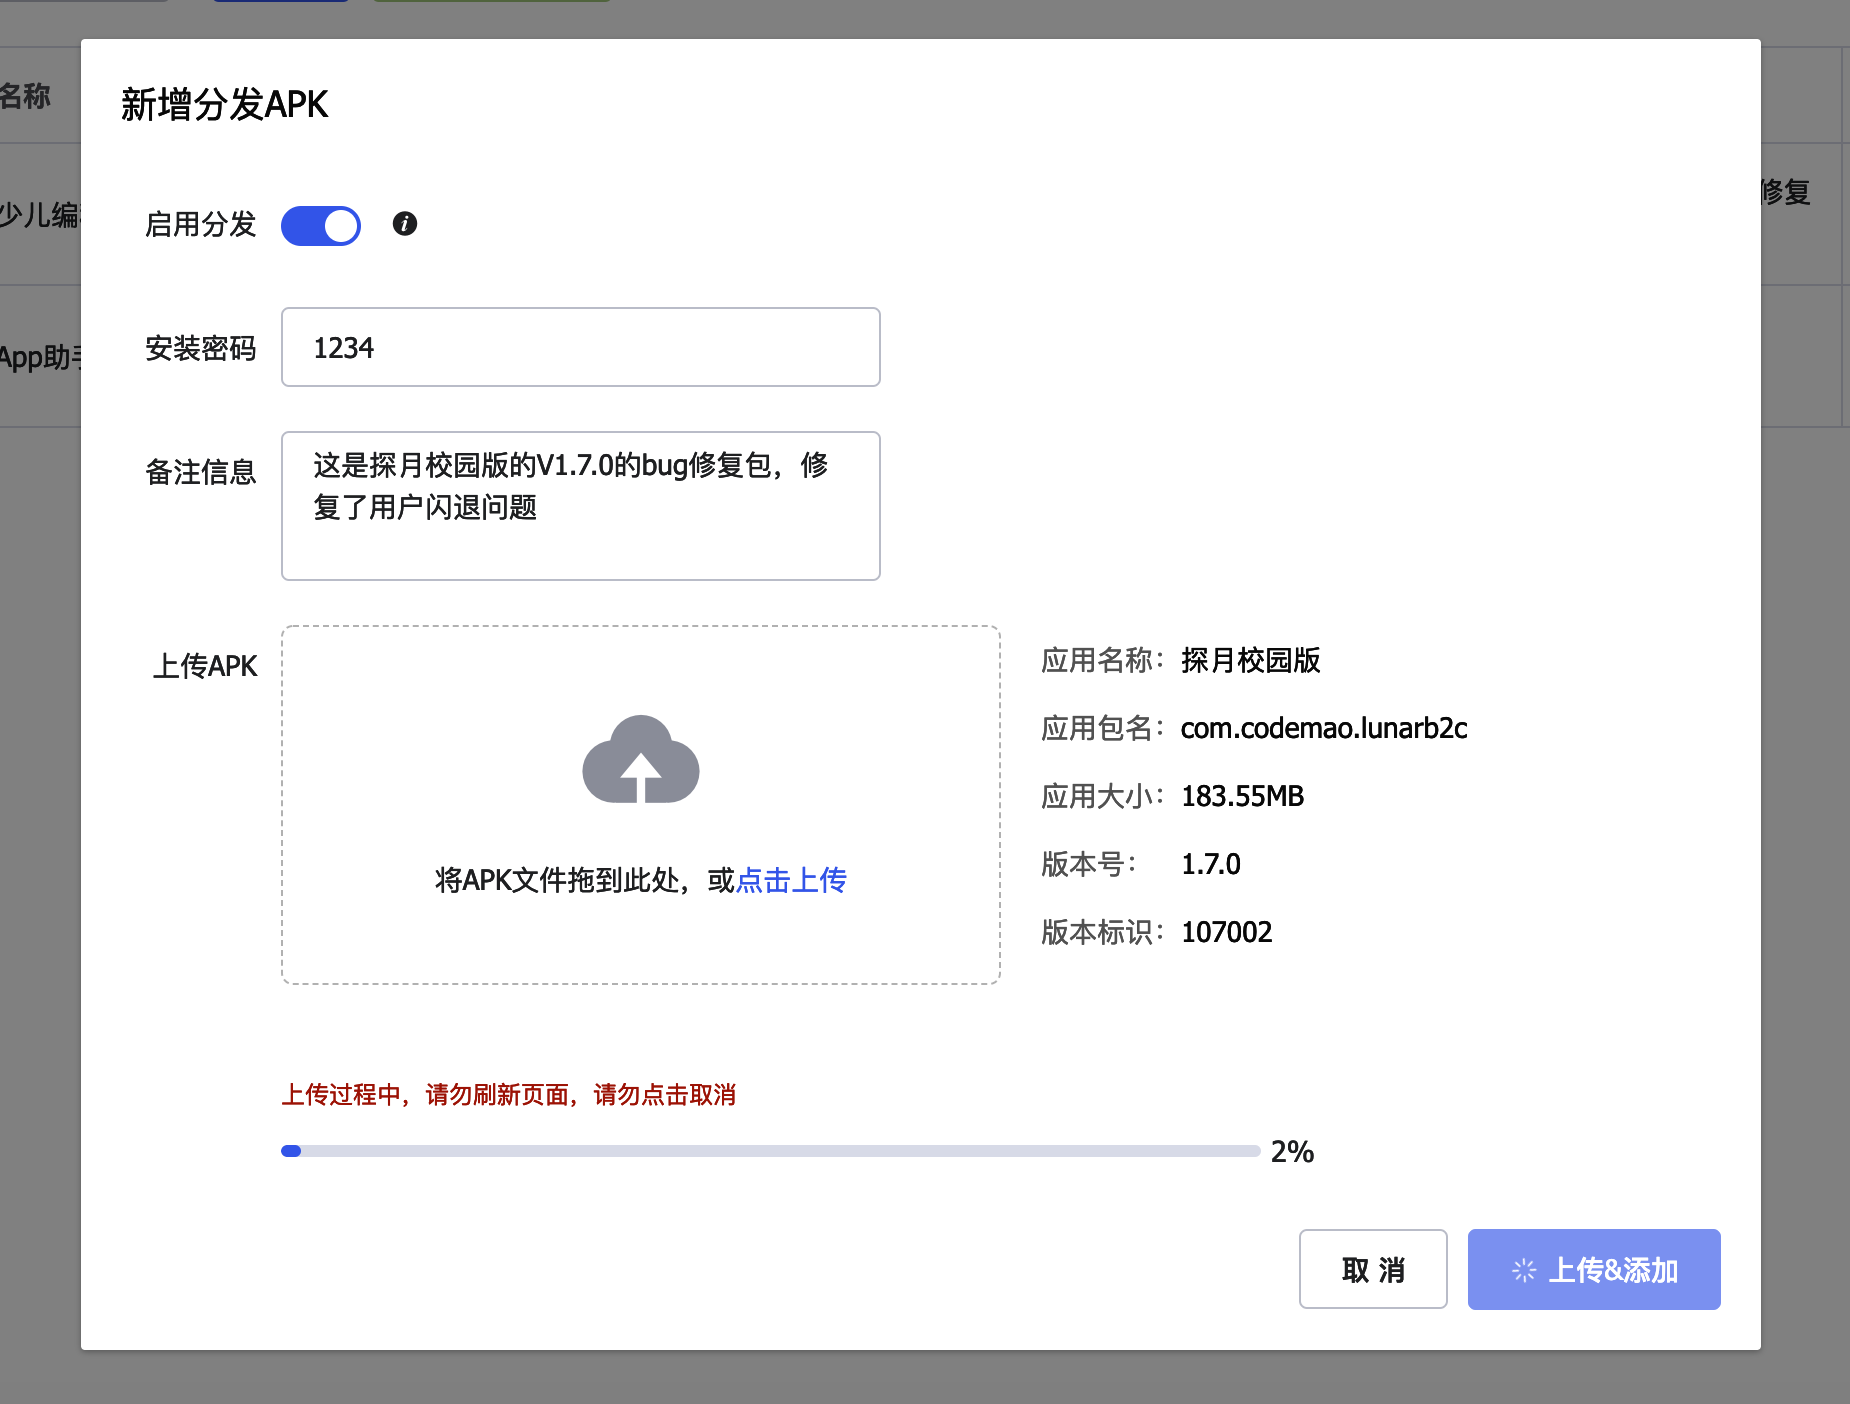 名称
新增分发APK
少儿编
修复
启用分发
App助
安装密码
1234
备注信息
这是探月校园版的V1.7.0的bug修复包，修
复了用户闪退问题
上传APK
将APK文件拖到此处，或点击上传
应用名称： 探月校园版
应用包名： com.codemao.lunarb2c
应用大小： 183.55MB
版本号： 1.7.0
版本标识： 107002
上传过程中，请勿刷新页面，请勿点击取消
2%
取 消
上传&添加